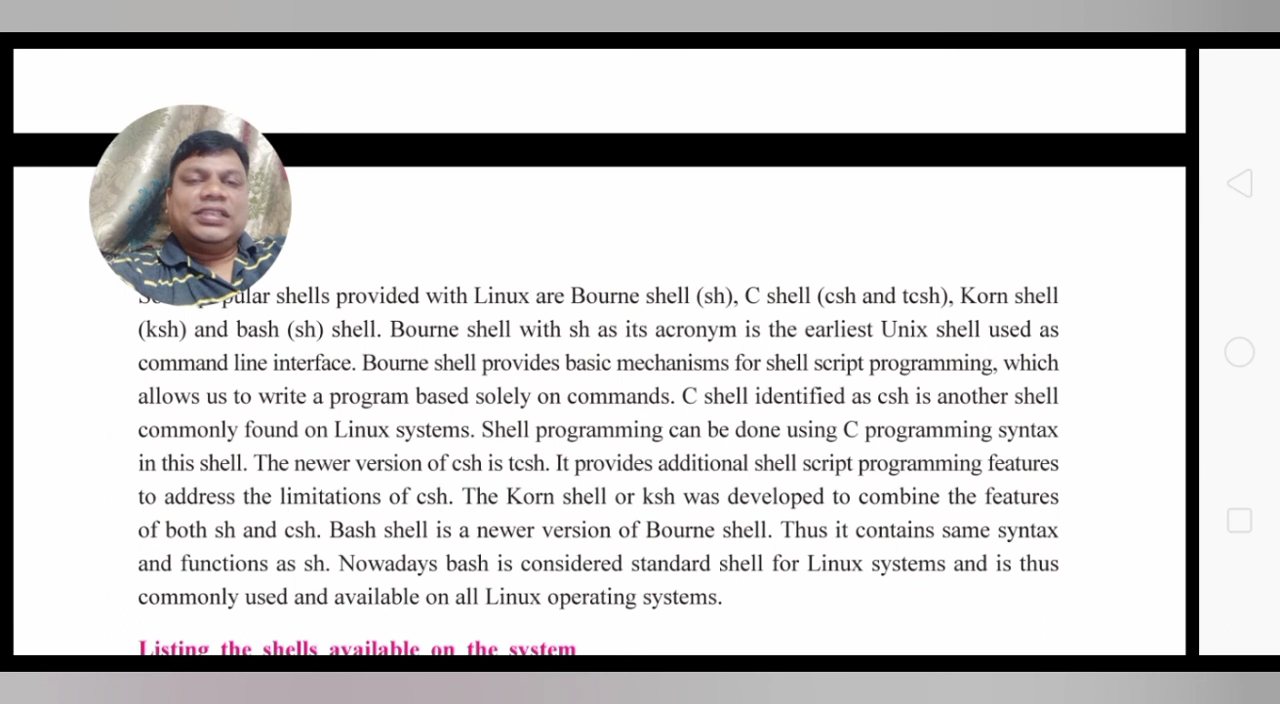 shells provided with Linux are Bourne shell (sh), C shell (csh and tcsh), Korn shell
(ksh) and bash (sh) shell. Bourne shell with sh as its acronym is the earliest Unix shell used as
command line interface. Bourne shell provides basic mechanisms for shell script programming, which
allows us to write a program based solely on commands. C shell identified as csh is another shell
commonly found on Linux systems. Shell programming can be done using C programming syntax
in this shell. The newer version of csh is tcsh. It provides additional shell script programming features
to address the limitations of csh. The Korn shell or ksh was developed to combine the features
of both sh and csh. Bash shell is a newer version of Bourne shell. Thus it contains same syntax
and functions as sh. Nowadays bash is considered standard shell for Linux systems and is thus
commonly used and available on all Linux operating systems.
Listing the shells available on the system